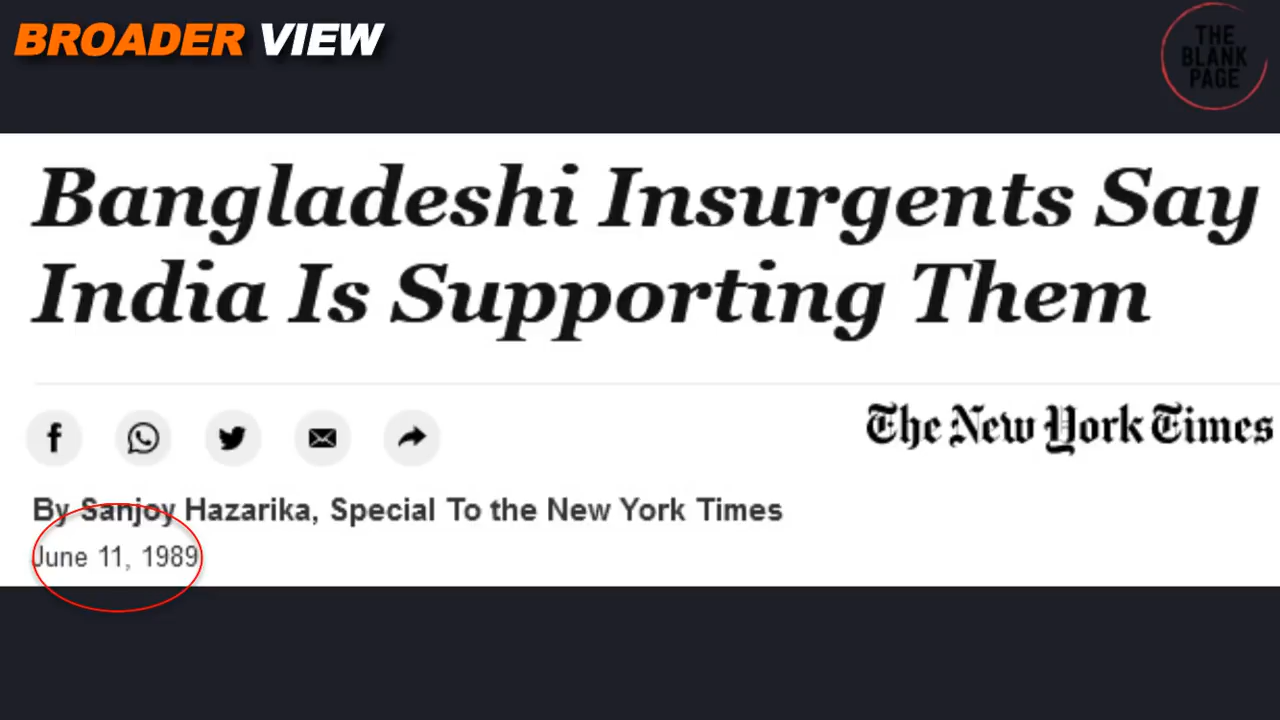 BROADER VIEW
THE
BLANK
PAGE
Bangladeshi Insurgents Say
India Is Supporting Them
The New York Times
By Sanjoy Hazarika, Special To the New York Times
June 11, 1989